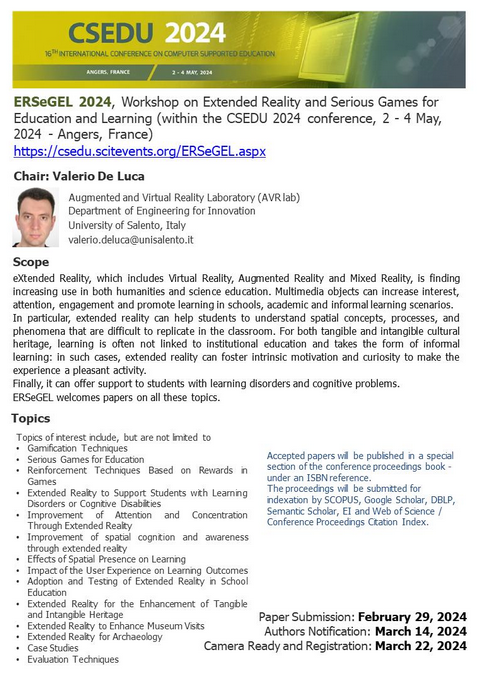 CSEDU 2024
16TH INTERNATIONAL CONFERENCE ON COMPUTER SUPPORTED EDUCATION
ANGERS, FRANCE 2 - 4 MAY, 2024
ERSeGEL 2024, Workshop on Extended Reality and Serious Games for
Education and Learning (within the CSEDU 2024 conference, 2 - 4 May,
2024 - Angers, France)
https://csedu.scitevents.org/ERSeGEL.aspx
Chair: Valerio De Luca
Augmented and Virtual Reality Laboratory (AVR lab)
Department of Engineering for Innovation
University of Salento, Italy
valerio.deluca@unisalento.it
Scope
eXtended Reality, which includes Virtual Reality, Augmented Reality and Mixed Reality, is finding
increasing use in both humanities and science education. Multimedia objects can increase interest,
attention, engagement and promote learning in schools, academic and informal learning scenarios.
In particular, extended reality can help students to understand spatial concepts, processes, and
phenomena that are difficult to replicate in the classroom. For both tangible and intangible cultural
heritage, learning is often not linked to institutional education and takes the form of informal
learning: in such cases, extended reality can foster intrinsic motivation and curiosity to make the
experience a pleasant activity.
Finally, it can offer support to students with learning disorders and cognitive problems.
ERSeGEL welcomes papers on all these topics.
Topics
Topics of interest include, but are not limited to
• Gamification Techniques
• Serious Games for Education
• Reinforcement Techniques Based on Rewards in
Games
• Extended Reality to Support Students with Learning
Disorders or Cognitive Disabilities
• Improvement of Attention and Concentration
Through Extended Reality
• Improvement of spatial cognition and awareness
through extended reality
• Effects of Spatial Presence on Learning
• Impact of the User Experience on Learning Outcomes
• Adoption and Testing of Extended Reality in School
Education
• Extended Reality for the Enhancement of Tangible
and Intangible Heritage
• Extended Reality to Enhance Museum Visits
• Extended Reality for Archaeology
• Case Studies
• Evaluation Techniques
Accepted papers will be published in a special
section of the conference proceedings book -
under an ISBN reference.
The proceedings will be submitted for
indexation by SCOPUS, Google Scholar, DBLP,
Semantic Scholar, EI and Web of Science /
Conference Proceedings Citation Index.
Paper Submission: February 29, 2024
Authors Notification: March 14, 2024
Camera Ready and Registration: March 22, 2024